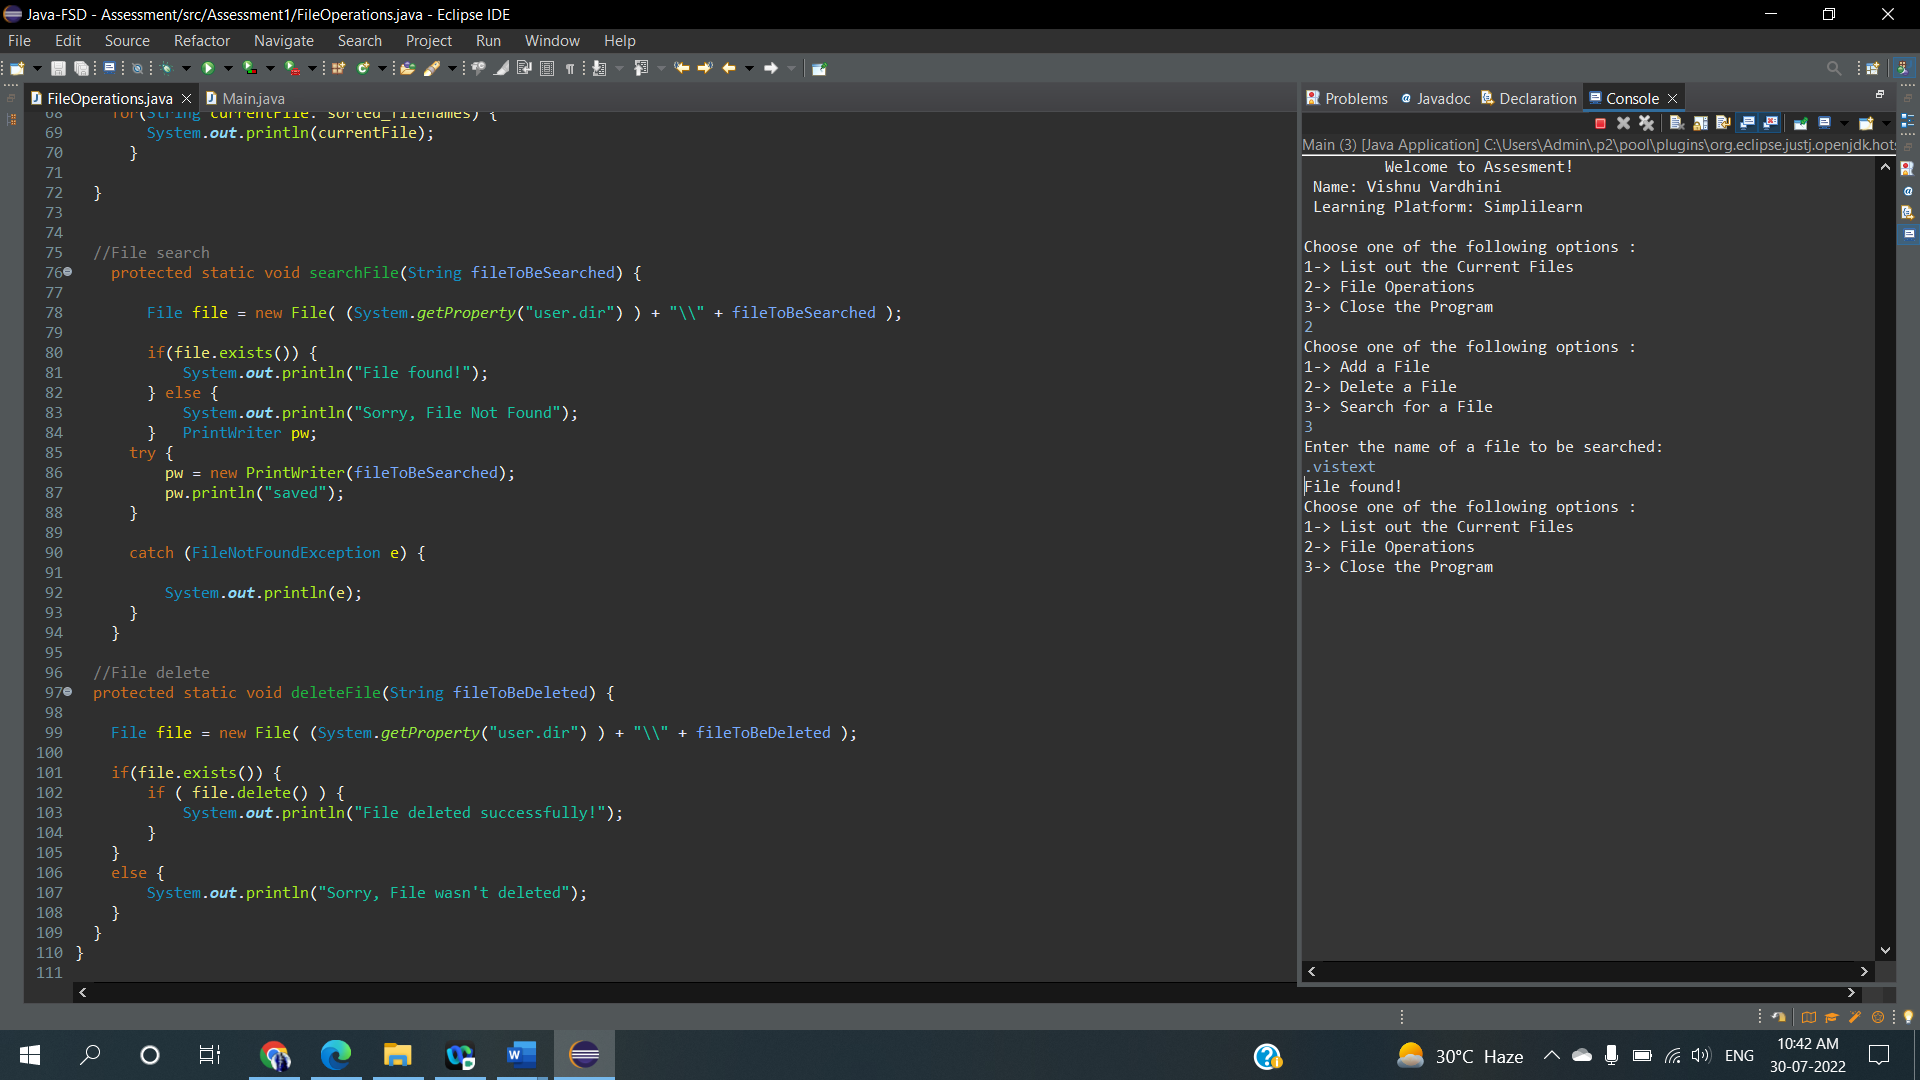 Java-FSD - Assessment/src/Assessment1/FileOperations.java - Eclipse IDE
File Edit Source Refactor Navigate Search Project Run Window Help
FileOperations.java Main.java
68 for(String currentFile: sorted_filenames) {
69 System.out.println(currentFile);
70 }
71
72 }
73
74
75 //File search
76 protected static void searchFile(String fileToBeSearched) {
77
78 File file = new File( (System.getProperty("user.dir") ) + "\\" + fileToBeSearched );
79
80 if(file.exists()) {
81 System.out.println("File found!");
82 } else {
83 System.out.println("Sorry, File Not Found");
84 } PrintWriter pw;
85 try {
86 pw = new PrintWriter(fileToBeSearched);
87 pw.println("saved");
88 }
89
90 catch (FileNotFoundException e) {
91
92 System.out.println(e);
93 }
94 }
95
96 //File delete
97 protected static void deleteFile(String fileToBeDeleted) {
98
99 File file = new File( (System.getProperty("user.dir") ) + "\\" + fileToBeDeleted );
100
101 if(file.exists()) {
102 if ( file.delete() ) {
103 System.out.println("File deleted successfully!");
104 }
105 }
106 else {
107 System.out.println("Sorry, File wasn't deleted");
108 }
109 }
110 }
111
Problems Javadoc Declaration Console
Main (3) [Java Application] C:\Users\Admin\.p2\pool\plugins\org.eclipse.justj.openjdk.hots
Welcome to Assesment!
Name: Vishnu Vardhini
Learning Platform: Simplilearn
Choose one of the following options :
1-> List out the Current Files
2-> File Operations
3-> Close the Program
2
Choose one of the following options :
1-> Add a File
2-> Delete a File
3-> Search for a File
3
Enter the name of a file to be searched:
.vistext
File found!
Choose one of the following options :
1-> List out the Current Files
2-> File Operations
3-> Close the Program
30°C Haze
ENG
10:42 AM
30-07-2022